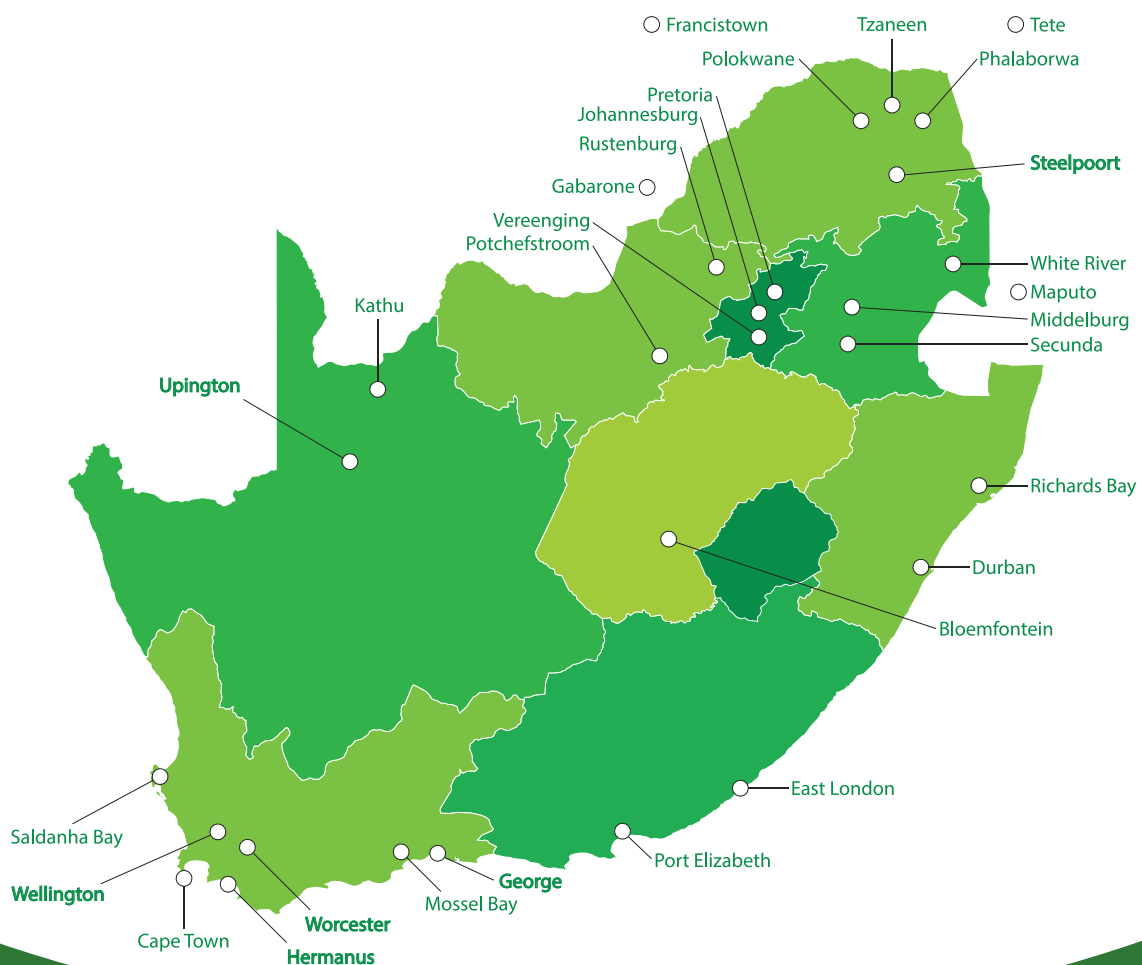 Francistown
Tzaneen
Tete
Polokwane
Phalaborwa
Pretoria
Johannesburg
Rustenburg
Steelpoort
Gabarone
Vereenging
Potchefstroom
White River
Maputo
Kathu
Middelburg
Secunda
Upington
Richards Bay
Durban
Bloemfontein
East London
Saldanha Bay
Port Elizabeth
George
Wellington
Mossel Bay
Worcester
Cape Town
Hermanus